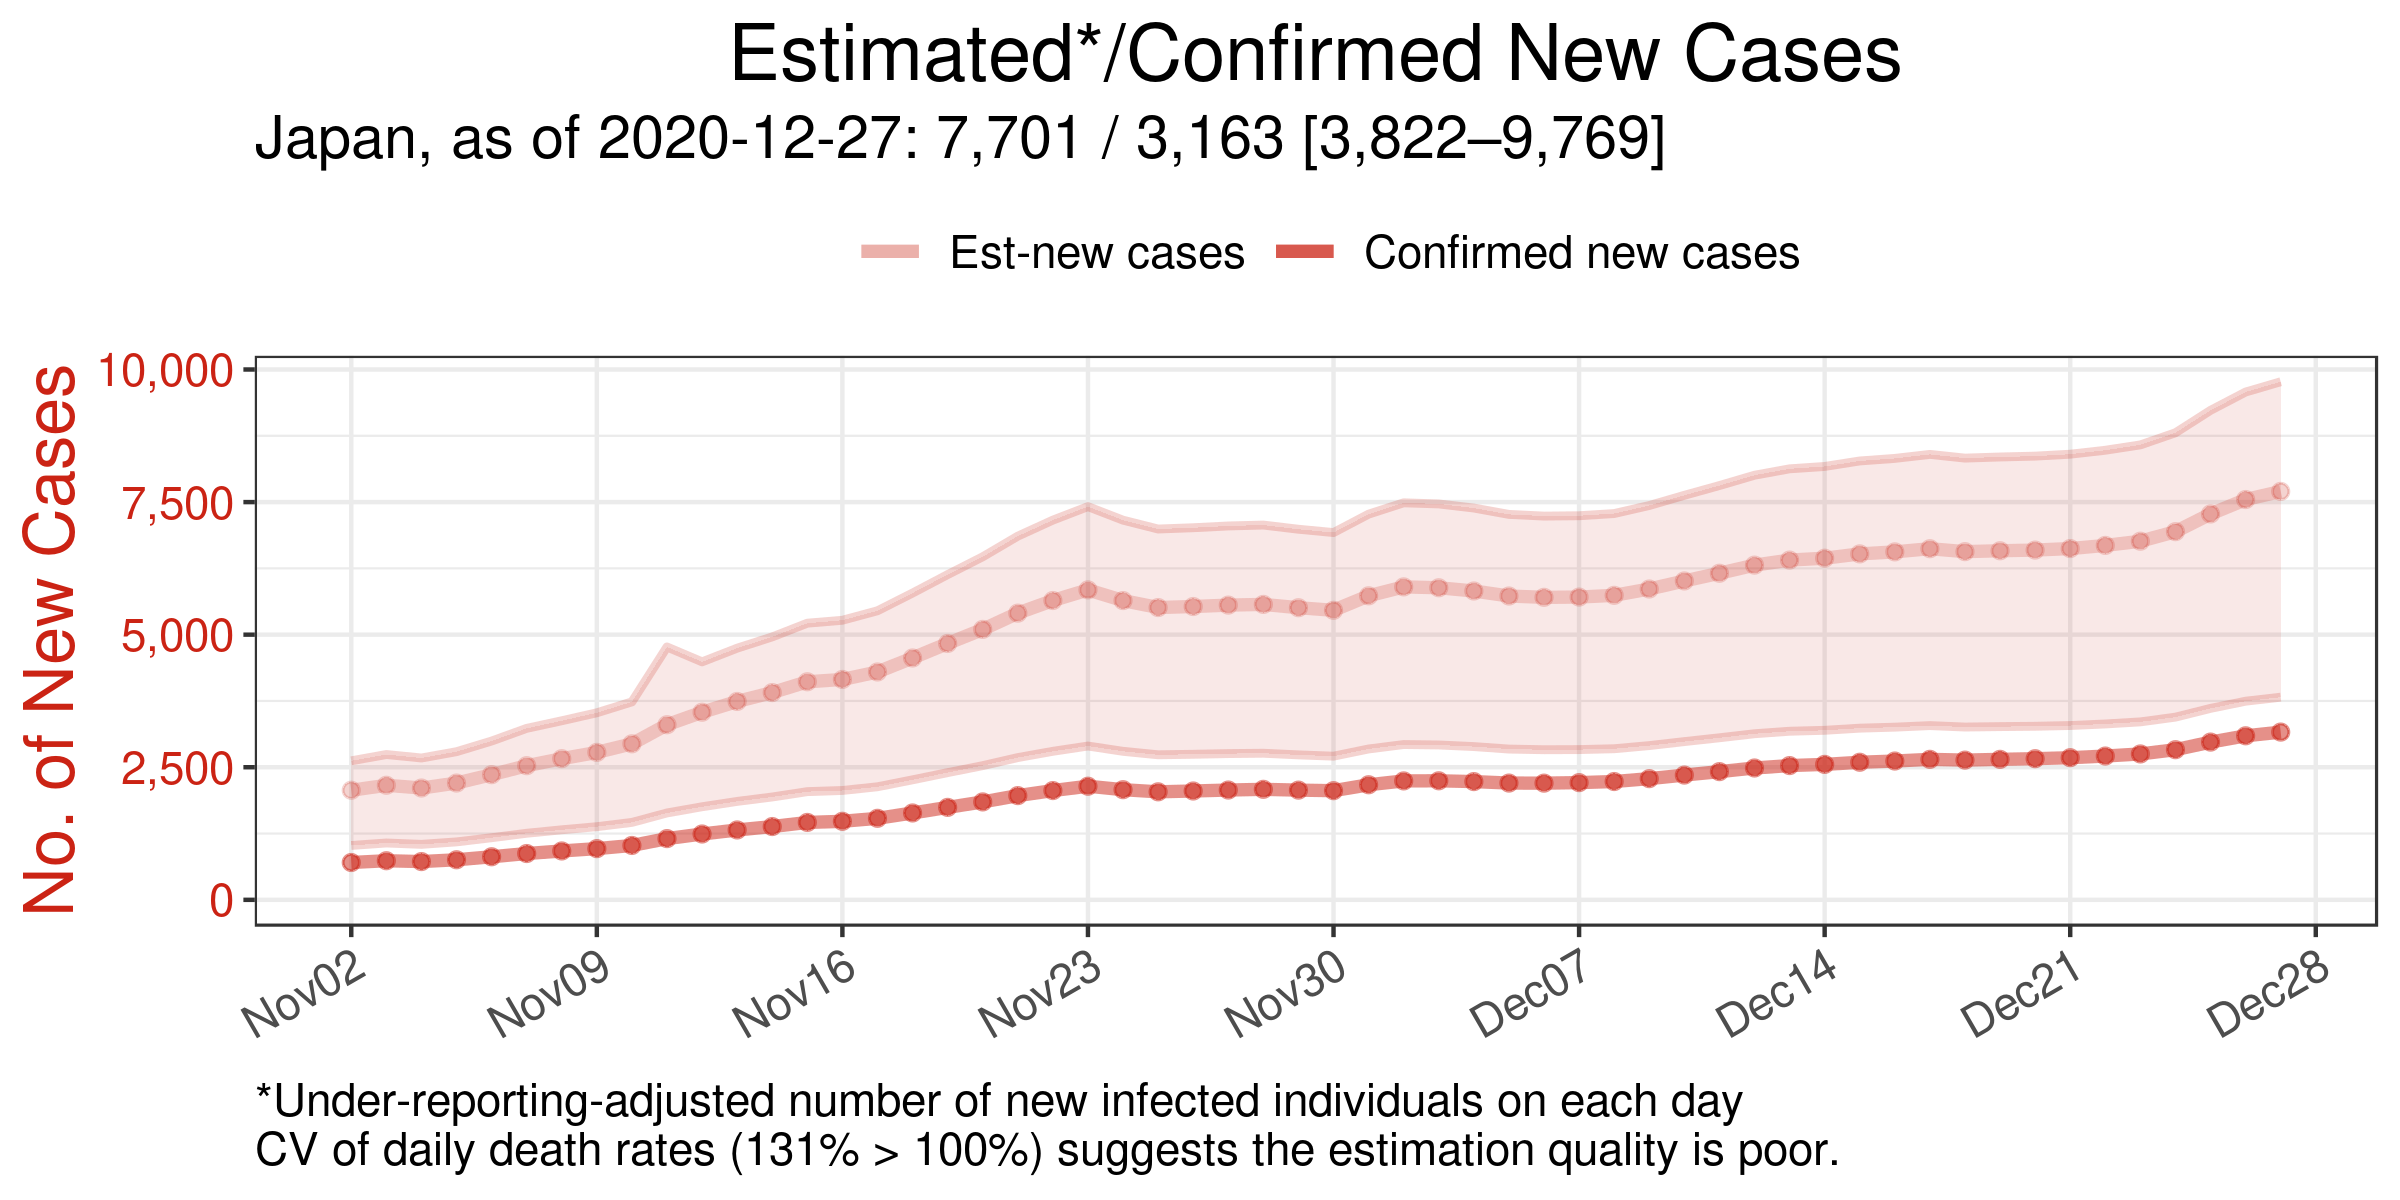 Estimated*/Confirmed New Cases
Japan, as of 2020-12-27: 7,701 / 3,163 [3,822–9,769]
Est-new cases
Confirmed new cases
No. of New Cases
10,000
7,500
5,000
2,500
0
Nov02
Nov09
Nov16
Nov23
Nov30
Dec07
Dec14
Dec21
Dec28
*Under-reporting-adjusted number of new infected individuals on each day
CV of daily death rates (131% > 100%) suggests the estimation quality is poor.